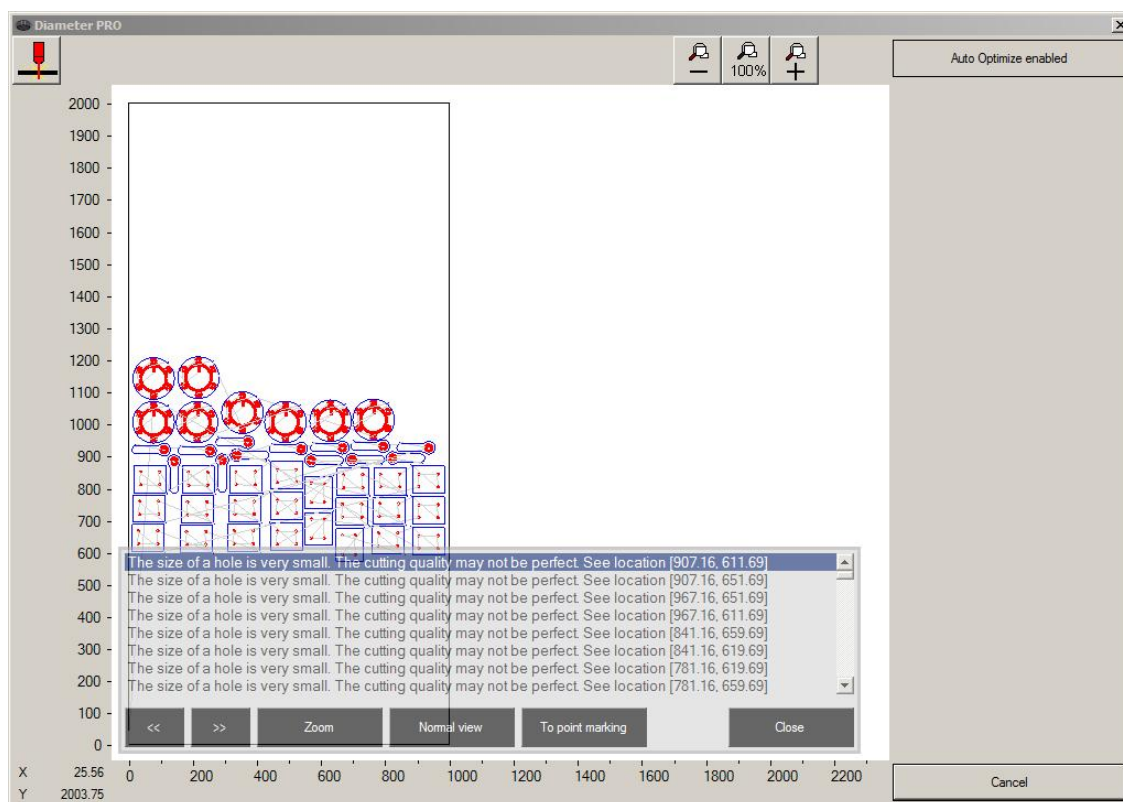 Diameter PRO
100%
Auto Optimize enabled
2000
1900
1800
1700
1600
1500
1400
1300
1200
1100
1000
900
800
700
600
500
400
300
200
100
0
The size of a hole is very small. The cutting quality may not be perfect. See location [907.16, 611.69]
The size of a hole is very small. The cutting quality may not be perfect. See location [907.16, 651.69]
The size of a hole is very small. The cutting quality may not be perfect. See location [967.16, 651.69]
The size of a hole is very small. The cutting quality may not be perfect. See location [967.16, 611.69]
The size of a hole is very small. The cutting quality may not be perfect. See location [841.16, 659.69]
The size of a hole is very small. The cutting quality may not be perfect. See location [841.16, 619.69]
The size of a hole is very small. The cutting quality may not be perfect. See location [781.16, 619.69]
The size of a hole is very small. The cutting quality may not be perfect. See location [781.16, 659.69]
<< >> Zoom Normal view To point marking Close
X 25.56 0 200 400 600 800 1000 1200 1400 1600 1800 2000 2200
Y 2003.75
Cancel